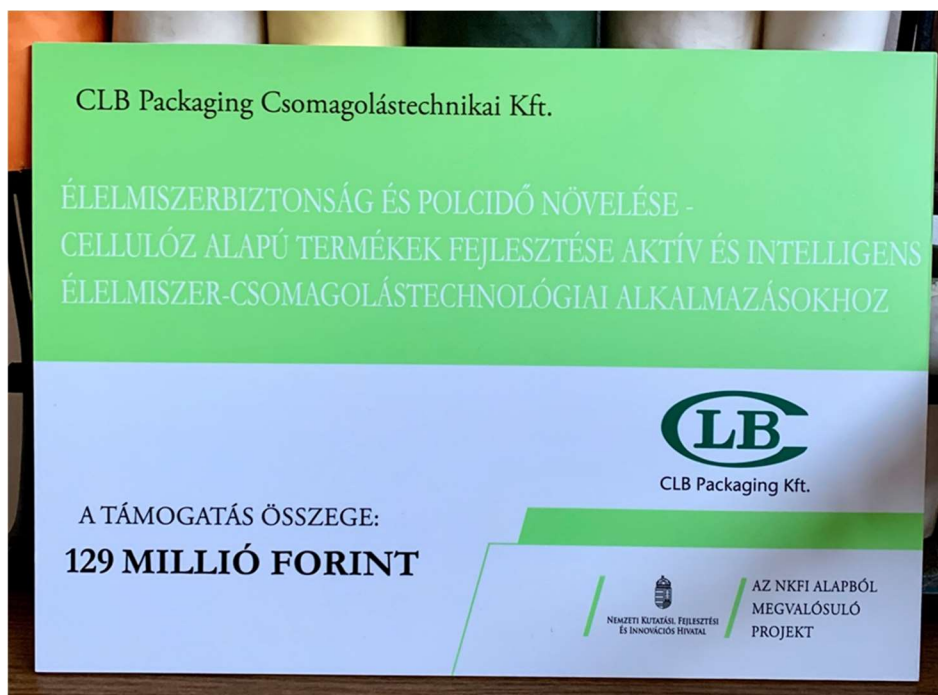 CLB Packaging Csomagolástechnikai Kft.
ÉLELMISZERBIZTONSÁG ÉS POLCIDŐ NÖVELÉSE -
CELLULÓZ ALAPÚ TERMÉKEK FEJLESZTÉSE AKTÍV ÉS INTELLIGENS
ÉLELMISZER-CSOMAGOLÁSTECHNOLÓGIAI ALKALMAZÁSOKHOZ
CLB
CLB Packaging Kft.
A TÁMOGATÁS ÖSSZEGE:
129 MILLIÓ FORINT
NEMZETI KUTATÁSI, FEJLESZTÉSI
ÉS INNOVÁCIÓS HIVATAL
AZ NKFI ALAPBÓL
MEGVALÓSULÓ
PROJEKT